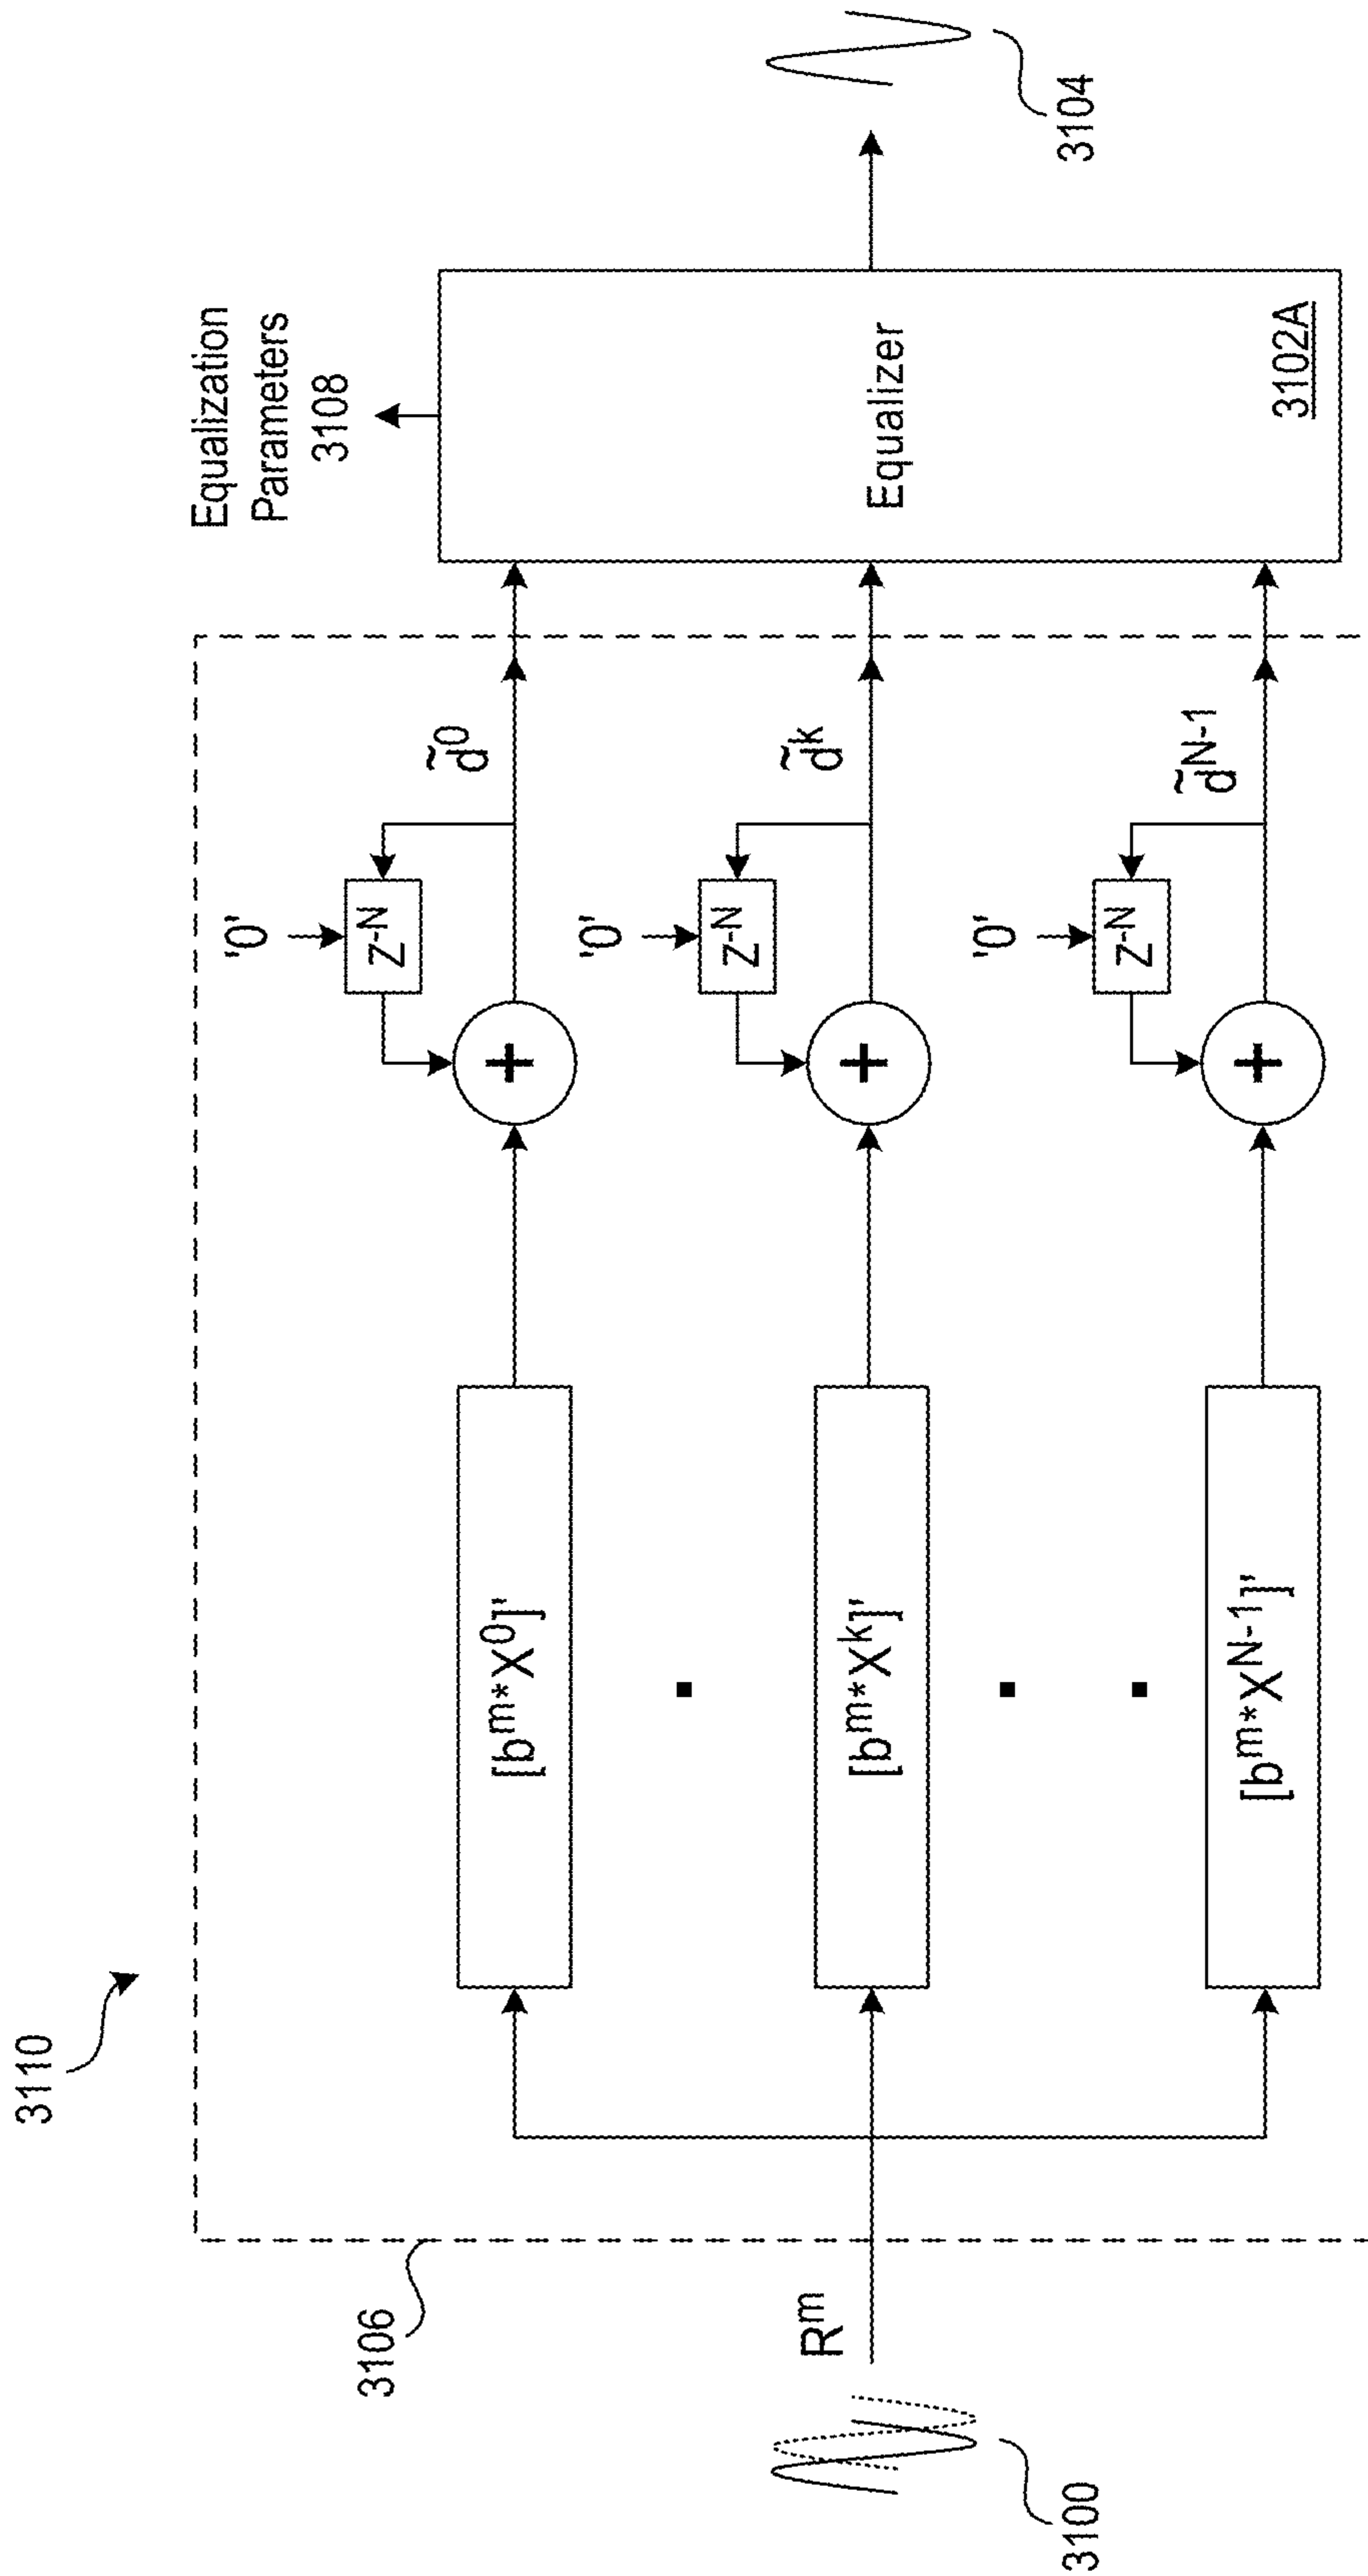 3110
3106
3100
R^m
[b^m*X^0]'
[b^m*X^k]'
[b^m*X^N-1]'
+
+
+
'0'
z^-N
'0'
z^-N
'0'
z^-N
d̃^0
d̃^k
d̃^N-1
Equalization
Parameters
3108
Equalizer
3102A
3104